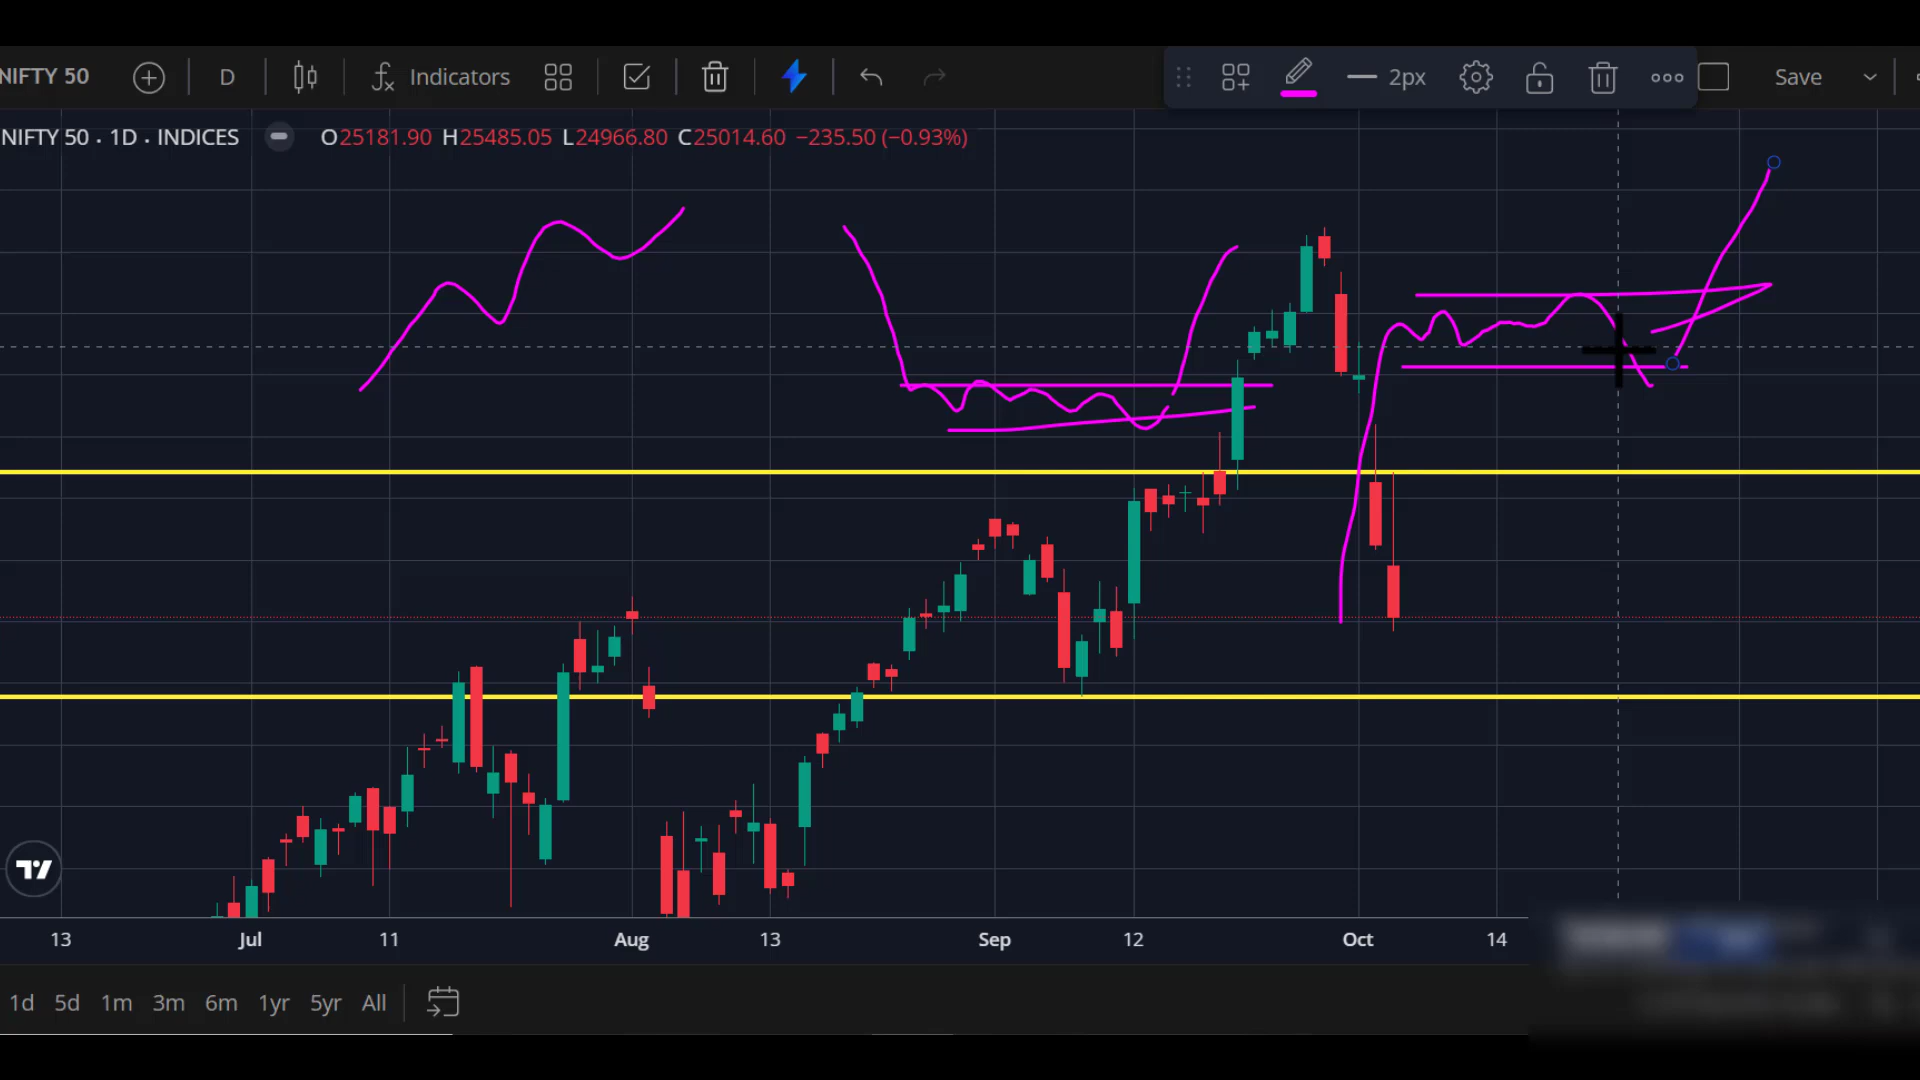 NIFTY 50 D Indicators 2px Save
NIFTY 50 · 1D · INDICES O25181.90 H25485.05 L24966.80 C25014.60 −235.50 (−0.93%)
13 Jul 11 Aug 13 Sep 12 Oct 14
1d 5d 1m 3m 6m 1yr 5yr All